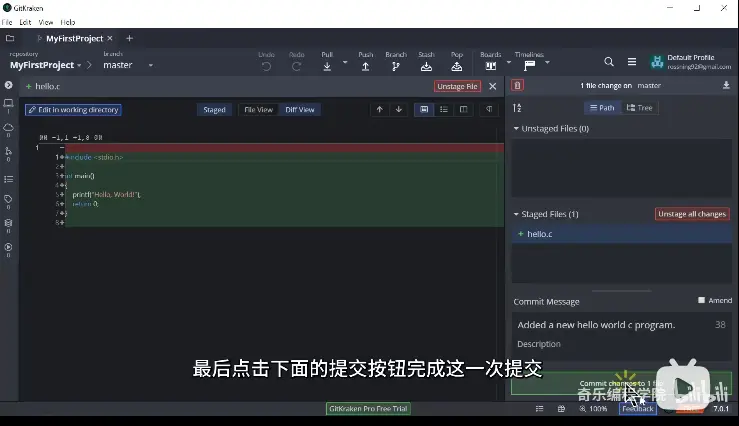 GitKraken
File Edit View Help
MyFirstProject
repository
MyFirstProject
branch
master
Undo
Redo
Pull
Push
Branch
Stash
Pop
Boards
Timelines
Default Profile
hello.c
Unstage File
1 file change on master
Edit in working directory
Staged
File View
Diff View
Path
Tree
@@ -1,1 +1,8 @@
1 -
1 + #include <stdio.h>
2 +
3 + int main()
4 + {
5 + printf("Hello, World!");
6 + return 0;
7 + }
8 +
Unstaged Files (0)
Staged Files (1)
Unstage all changes
hello.c
Commit Message
Amend
Added a new hello world c program.
38
Description
最后点击下面的提交按钮完成这一次提交
Commit changes to 1 file
奇乐编程学院
GitKraken Pro Free Trial
100%
Feedback
7.0.1